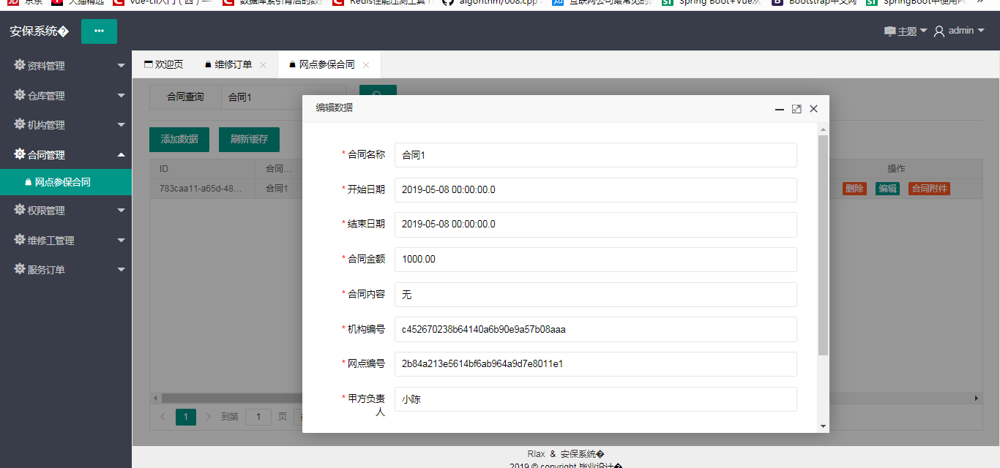 京东 天猫精选 vue-cli入门 ( 四 ) —— 数据库索引背后的数 Redis性能压测工具 algorithm/008.cpp a 互联网公司最常见的 Spring Boot+Vue从 Bootstrap中文网 SpringBoot中使用P
安保系统� ••• 主题 admin
欢迎页 维修订单 网点参保合同
资料管理
仓库管理
机构管理
合同管理
网点参保合同
权限管理
维修工管理
服务订单
合同查询 合同1
添加数据 刷新缓存
ID 合同... 操作
783caa11-a65d-48... 合同1 删除 编辑 合同附件
编辑数据
* 合同名称 合同1
* 开始日期 2019-05-08 00:00:00.0
* 结束日期 2019-05-08 00:00:00.0
* 合同金额 1000.00
* 合同内容 无
* 机构编号 c452670238b64140a6b90e9a57b08aaa
* 网点编号 2b84a213e5614bf6ab964a9d7e8011e1
* 甲方负责人 小陈
1 到第 1 页
Rlax & 安保系统�
2019 © copyright 毕业设计�